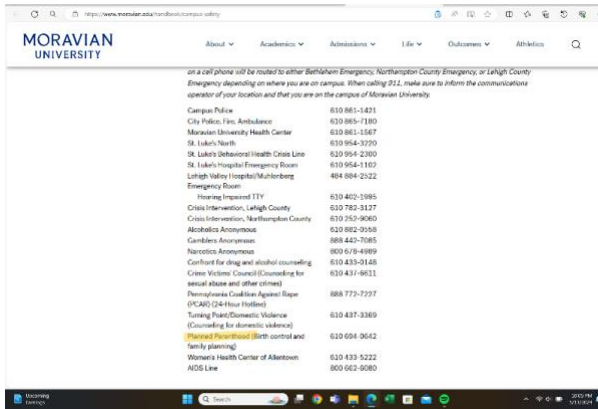 https://www.moravian.edu/handbook/campus-safety
MORAVIAN
UNIVERSITY
About
Academics
Admissions
Life
Outcomes
Athletics
on a cell phone will be routed to either Bethlehem Emergency, Northampton County Emergency, or Lehigh County
Emergency depending on where you are on campus. When calling 911, make sure to inform the communications
operator of your location and that you are on the campus of Moravian University.
Campus Police 610 861-1421
City Police, Fire, Ambulance 610 865-7180
Moravian University Health Center 610 861-1567
St. Luke's North 610 954-3220
St. Luke's Behavioral Health Crisis Line 610 954-2300
St. Luke's Hospital Emergency Room 610 954-1102
Lehigh Valley Hospital/Muhlenberg 484 884-2522
Emergency Room
Hearing Impaired TTY 610 402-1995
Crisis Intervention, Lehigh County 610 782-3127
Crisis Intervention, Northampton County 610 252-9060
Alcoholics Anonymous 610 882-0558
Gamblers Anonymous 888 442-7085
Narcotics Anonymous 800 678-4989
Confront for drug and alcohol counseling 610 433-0148
Crime Victims' Council (Counseling for 610 437-6611
sexual abuse and other crimes)
Pennsylvania Coalition Against Rape 888 772-7227
(PCAR) (24-Hour Hotline)
Turning Point/Domestic Violence 610 437-3369
(Counseling for domestic violence)
Planned Parenthood (Birth control and 610 694-0642
family planning)
Women's Health Center of Allentown 610 433-5222
AIDS Line 800 662-6080
Upcoming
Earnings
Search